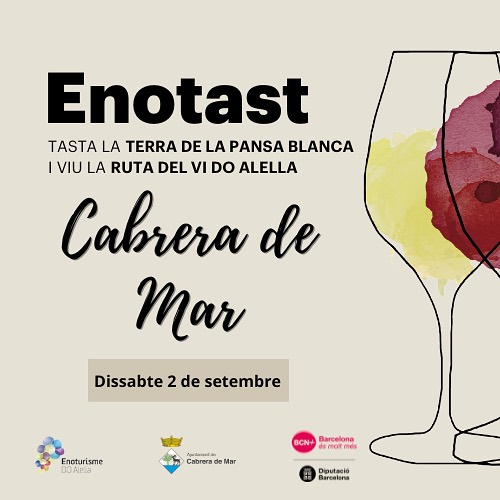 Enotast
TASTA LA TERRA DE LA PANSA BLANCA
I VIU LA RUTA DEL VI DO ALELLA
Cabrera de
Mar
Dissabte 2 de setembre
Enoturisme
DO Alella
Ajuntament de
Cabrera de Mar
BCN+
Barcelona
és molt més
Diputació
Barcelona